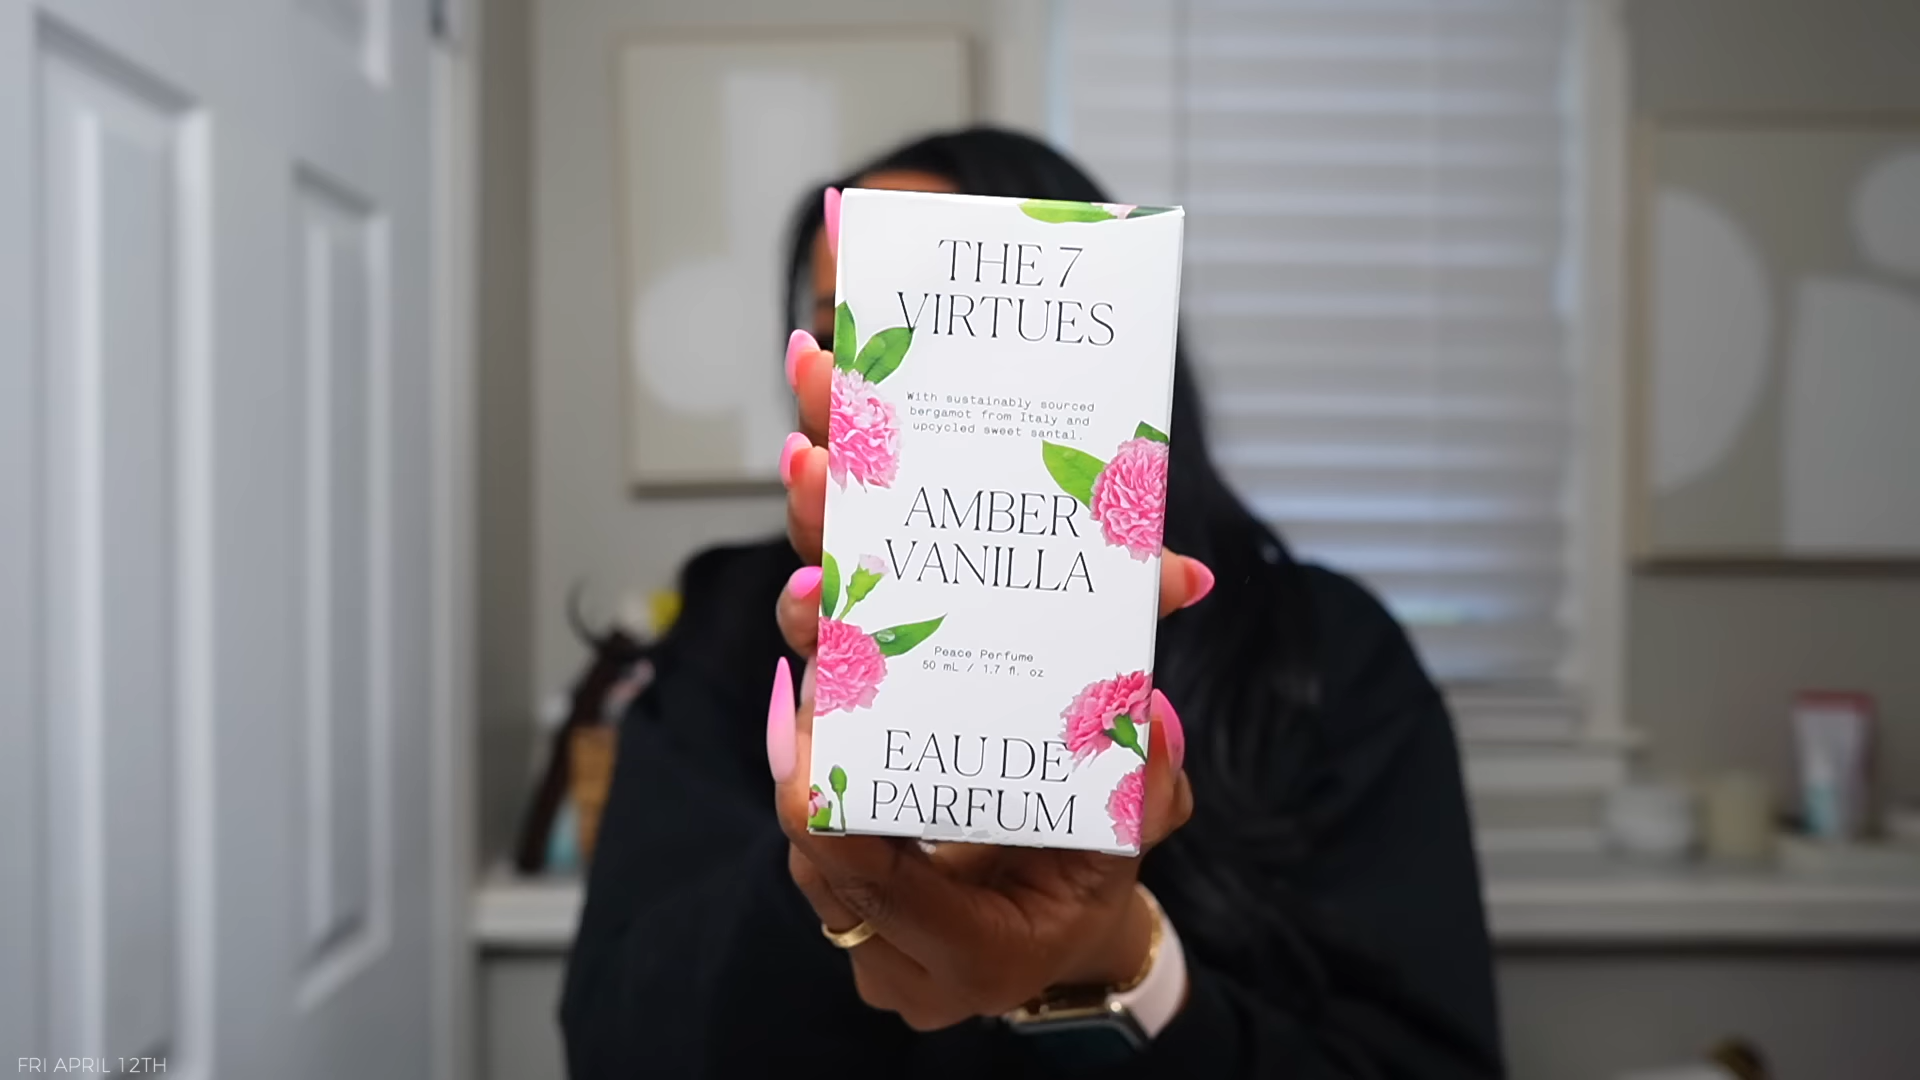 THE 7
VIRTUES
With sustainably sourced
bergamot from Italy and
upcycled sweet santal.
AMBER
VANILLA
Peace Perfume
50 mL / 1.7 fl. oz
EAU DE
PARFUM
FRI APRIL 12TH